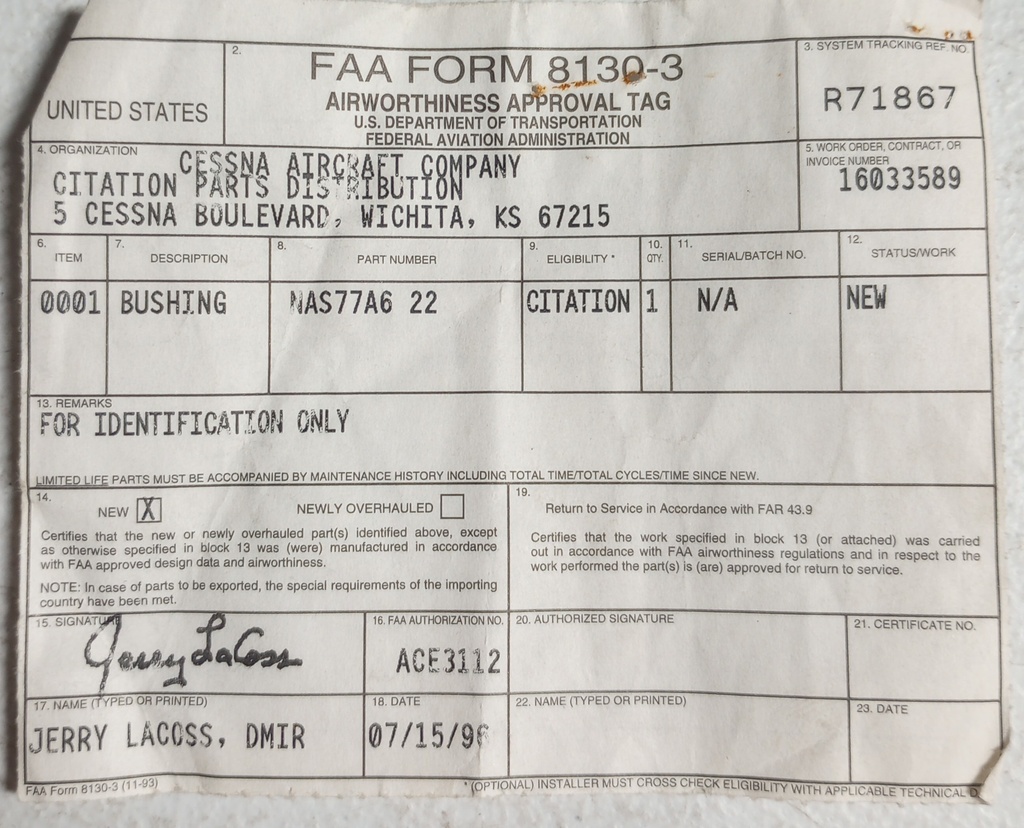 2.
FAA FORM 8130-3
AIRWORTHINESS APPROVAL TAG
U.S. DEPARTMENT OF TRANSPORTATION
FEDERAL AVIATION ADMINISTRATION
UNITED STATES
3. SYSTEM TRACKING REF. NO.
R71867
4. ORGANIZATION
CESSNA AIRCRAFT COMPANY
CITATION PARTS DISTRIBUTION
5 CESSNA BOULEVARD, WICHITA, KS 67215
5. WORK ORDER, CONTRACT, OR
INVOICE NUMBER
16033589
6. ITEM
7. DESCRIPTION
8. PART NUMBER
9. ELIGIBILITY *
10. QTY.
11. SERIAL/BATCH NO.
12. STATUS/WORK
0001 BUSHING NAS77A6 22 CITATION 1 N/A NEW
13. REMARKS
FOR IDENTIFICATION ONLY
LIMITED LIFE PARTS MUST BE ACCOMPANIED BY MAINTENANCE HISTORY INCLUDING TOTAL TIME/TOTAL CYCLES/TIME SINCE NEW.
14.
NEW X NEWLY OVERHAULED
Certifies that the new or newly overhauled part(s) identified above, except
as otherwise specified in block 13 was (were) manufactured in accordance
with FAA approved design data and airworthiness.
NOTE: In case of parts to be exported, the special requirements of the importing
country have been met.
19.
Return to Service in Accordance with FAR 43.9
Certifies that the work specified in block 13 (or attached) was carried
out in accordance with FAA airworthiness regulations and in respect to the
work performed the part(s) is (are) approved for return to service.
15. SIGNATURE
Jerry LaCoss
16. FAA AUTHORIZATION NO.
ACE3112
20. AUTHORIZED SIGNATURE
21. CERTIFICATE NO.
17. NAME (TYPED OR PRINTED)
JERRY LACOSS, DMIR
18. DATE
07/15/96
22. NAME (TYPED OR PRINTED)
23. DATE
FAA Form 8130-3 (11-93)
*(OPTIONAL) INSTALLER MUST CROSS CHECK ELIGIBILITY WITH APPLICABLE TECHNICAL